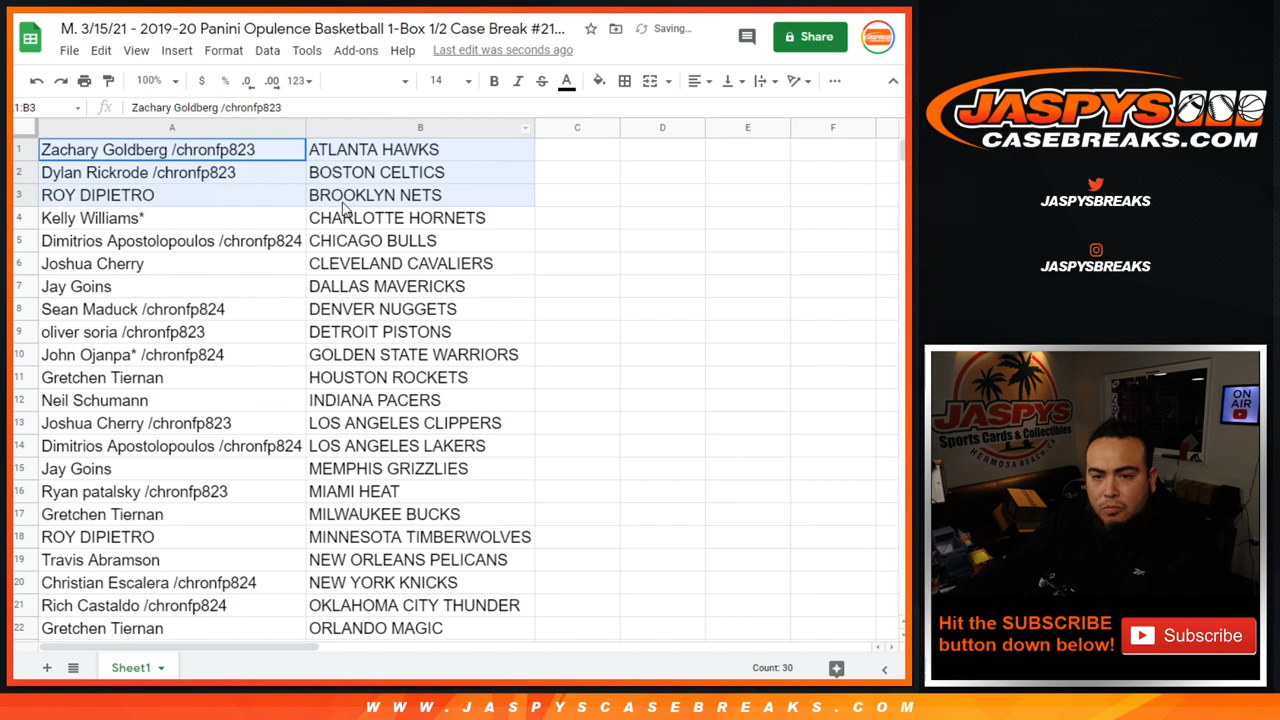 M. 3/15/21 - 2019-20 Panini Opulence Basketball 1-Box 1/2 Case Break #21...
Saving...
Share
File Edit View Insert Format Data Tools Add-ons Help Last edit was seconds ago
100% $ % .0 .00 123 14 B I S A
1:B3 fx Zachary Goldberg /chronfp823
A B C D E F
1 Zachary Goldberg /chronfp823 ATLANTA HAWKS
2 Dylan Rickrode /chronfp823 BOSTON CELTICS
3 ROY DIPIETRO BROOKLYN NETS
4 Kelly Williams* CHARLOTTE HORNETS
5 Dimitrios Apostolopoulos /chronfp824 CHICAGO BULLS
6 Joshua Cherry CLEVELAND CAVALIERS
7 Jay Goins DALLAS MAVERICKS
8 Sean Maduck /chronfp824 DENVER NUGGETS
9 oliver soria /chronfp823 DETROIT PISTONS
10 John Ojanpa* /chronfp824 GOLDEN STATE WARRIORS
11 Gretchen Tiernan HOUSTON ROCKETS
12 Neil Schumann INDIANA PACERS
13 Joshua Cherry /chronfp823 LOS ANGELES CLIPPERS
14 Dimitrios Apostolopoulos /chronfp824 LOS ANGELES LAKERS
15 Jay Goins MEMPHIS GRIZZLIES
16 Ryan patalsky /chronfp823 MIAMI HEAT
17 Gretchen Tiernan MILWAUKEE BUCKS
18 ROY DIPIETRO MINNESOTA TIMBERWOLVES
19 Travis Abramson NEW ORLEANS PELICANS
20 Christian Escalera /chronfp824 NEW YORK KNICKS
21 Rich Castaldo /chronfp824 OKLAHOMA CITY THUNDER
22 Gretchen Tiernan ORLANDO MAGIC
Sheet1
Count: 30
JASPYS
CASEBREAKS.COM
JASPYSBREAKS
JASPYSBREAKS
JASPYS
Sports Cards & Collectibles
HERMOSA BEACH, CA
ON AIR
Hit the SUBSCRIBE
button down below!
Subscribe
WWW.JASPYSCASEBREAKS.COM